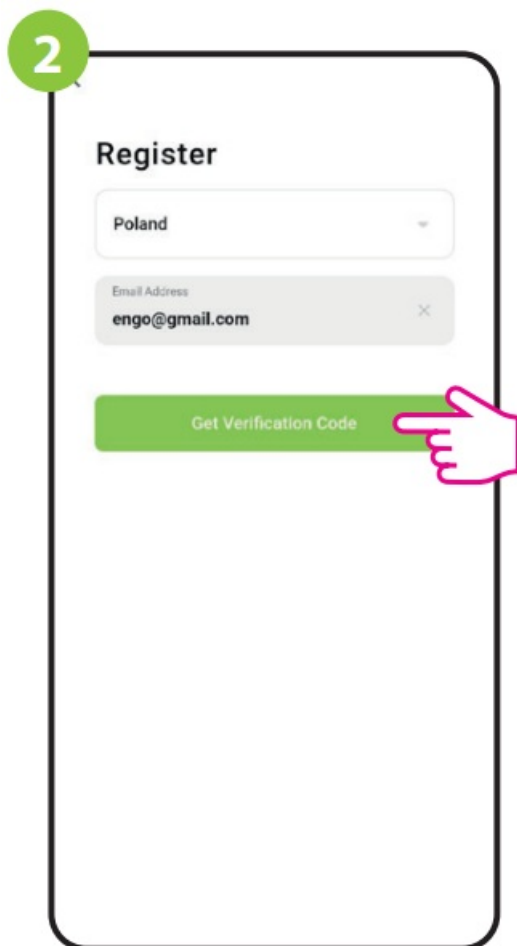 2
Register
Poland
Email Address
engo@gmail.com
Get Verification Code